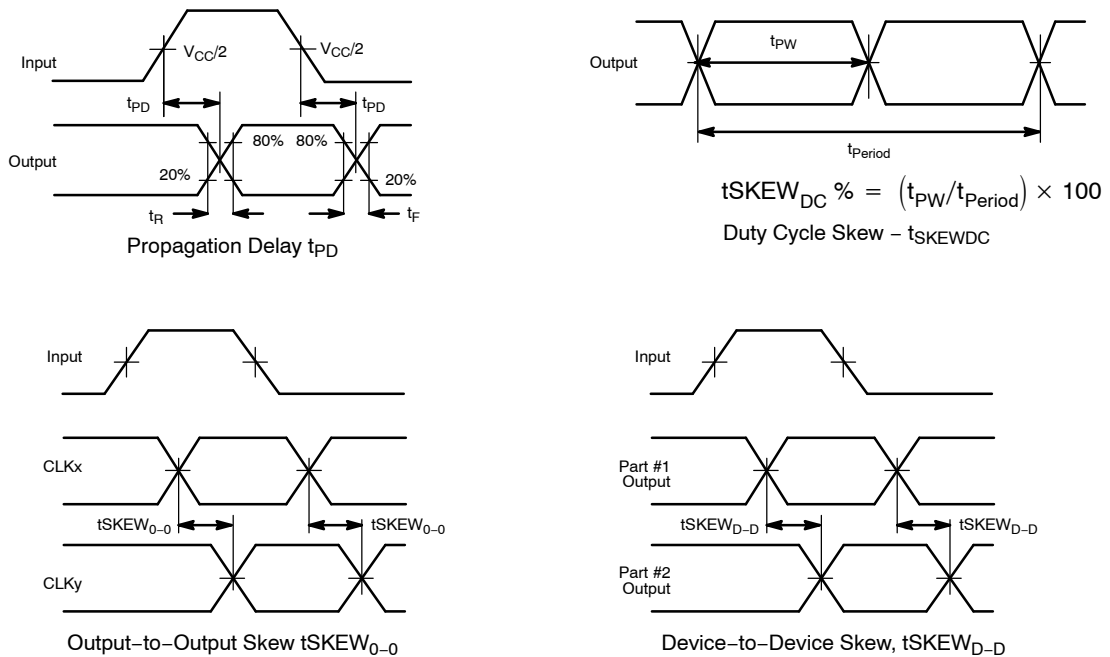 Input
V_CC/2
V_CC/2
t_PD
t_PD
Output
80%
80%
20%
20%
t_R
t_F
Propagation Delay t_PD
Output
t_PW
t_Period
tSKEW_DC % = (t_PW/t_Period) × 100
Duty Cycle Skew − t_SKEWDC
Input
CLKx
tSKEW_0−0
tSKEW_0−0
CLKy
Output−to−Output Skew tSKEW_0−0
Input
Part #1
Output
tSKEW_D−D
tSKEW_D−D
Part #2
Output
Device−to−Device Skew, tSKEW_D−D